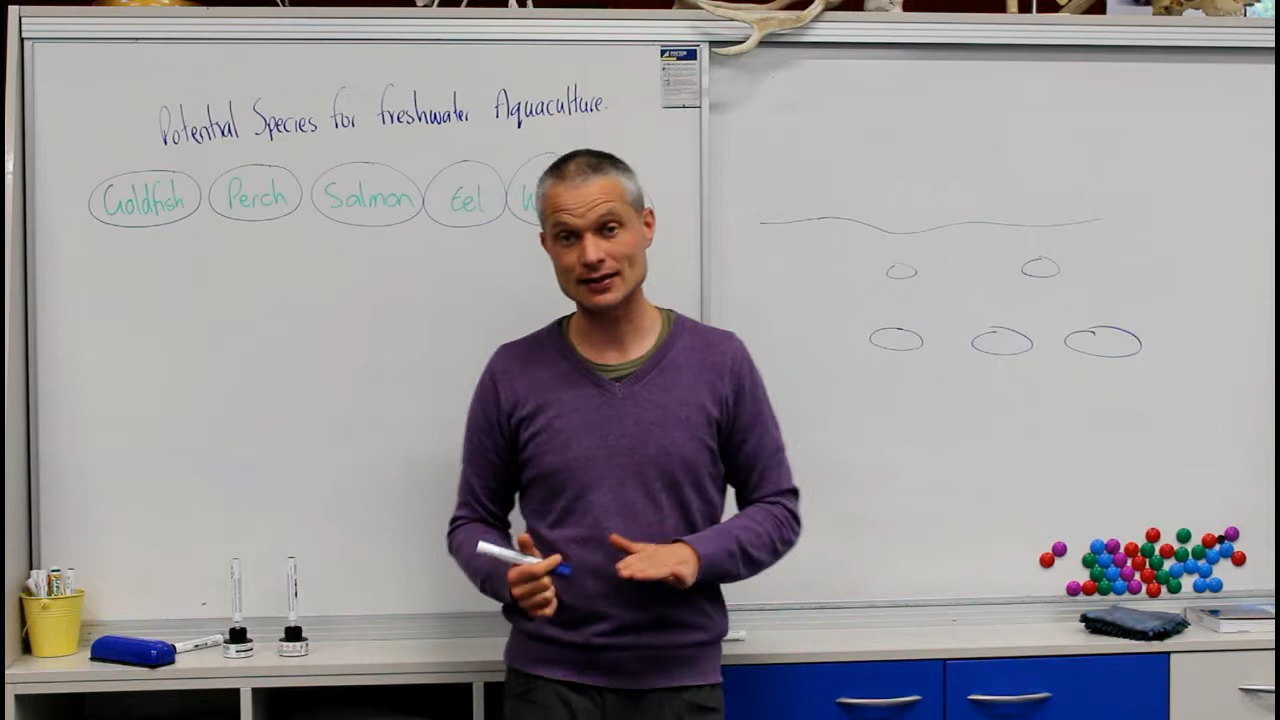 Potential Species for freshwater Aquaculture.
Goldfish Perch Salmon Eel